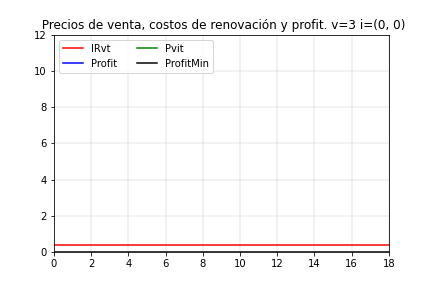 Precios de venta, costos de renovación y profit. v=3 i=(0, 0)
IRvt
Pvit
Profit
ProfitMin
12
10
8
6
4
2
0
0 2 4 6 8 10 12 14 16 18